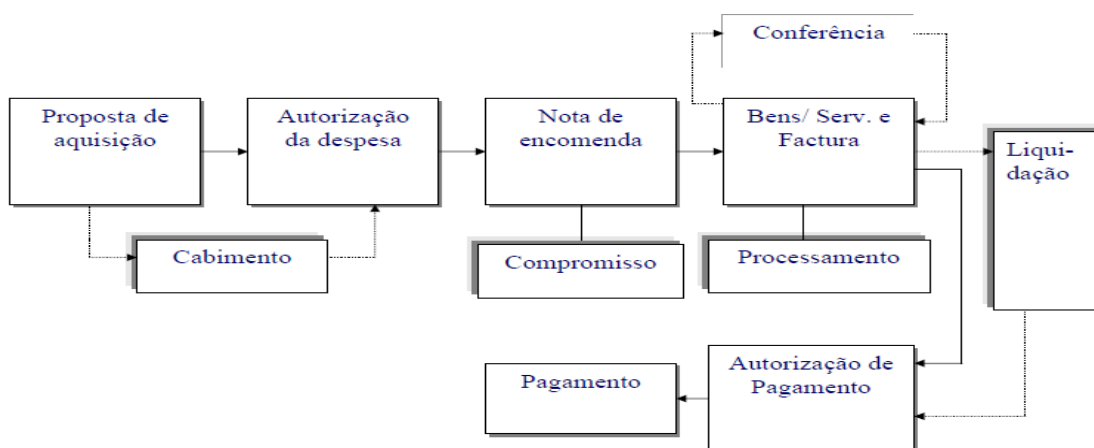 Conferência
Proposta de
aquisição
Autorização
da despesa
Nota de
encomenda
Bens/ Serv. e
Factura
Liqui-
dação
Cabimento
Compromisso
Processamento
Pagamento
Autorização de
Pagamento